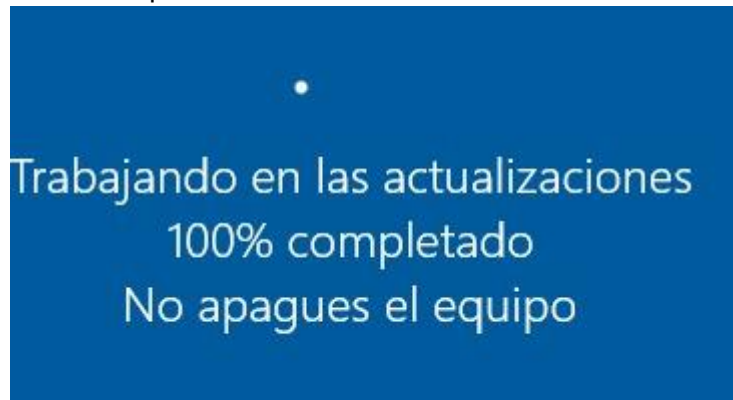 Trabajando en las actualizaciones
100% completado
No apagues el equipo